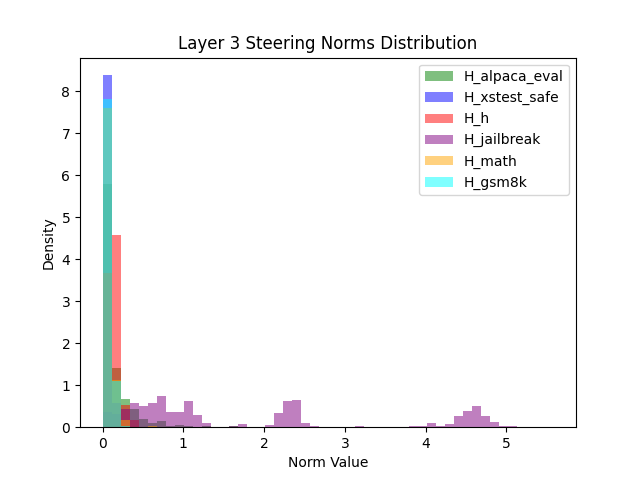 Layer 3 Steering Norms Distribution
H_alpaca_eval
H_xstest_safe
H_h
H_jailbreak
H_math
H_gsm8k
Density
8
7
6
5
4
3
2
1
0
0 1 2 3 4 5
Norm Value